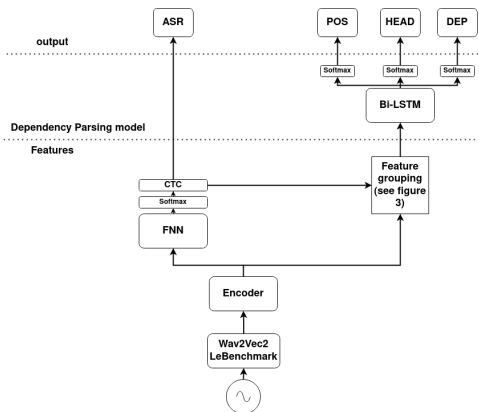 ASR
POS
HEAD
DEP
output
Softmax
Softmax
Softmax
Bi-LSTM
Dependency Parsing model
Features
CTC
Softmax
FNN
Feature
grouping
(see figure
3)
Encoder
Wav2Vec2
LeBenchmark